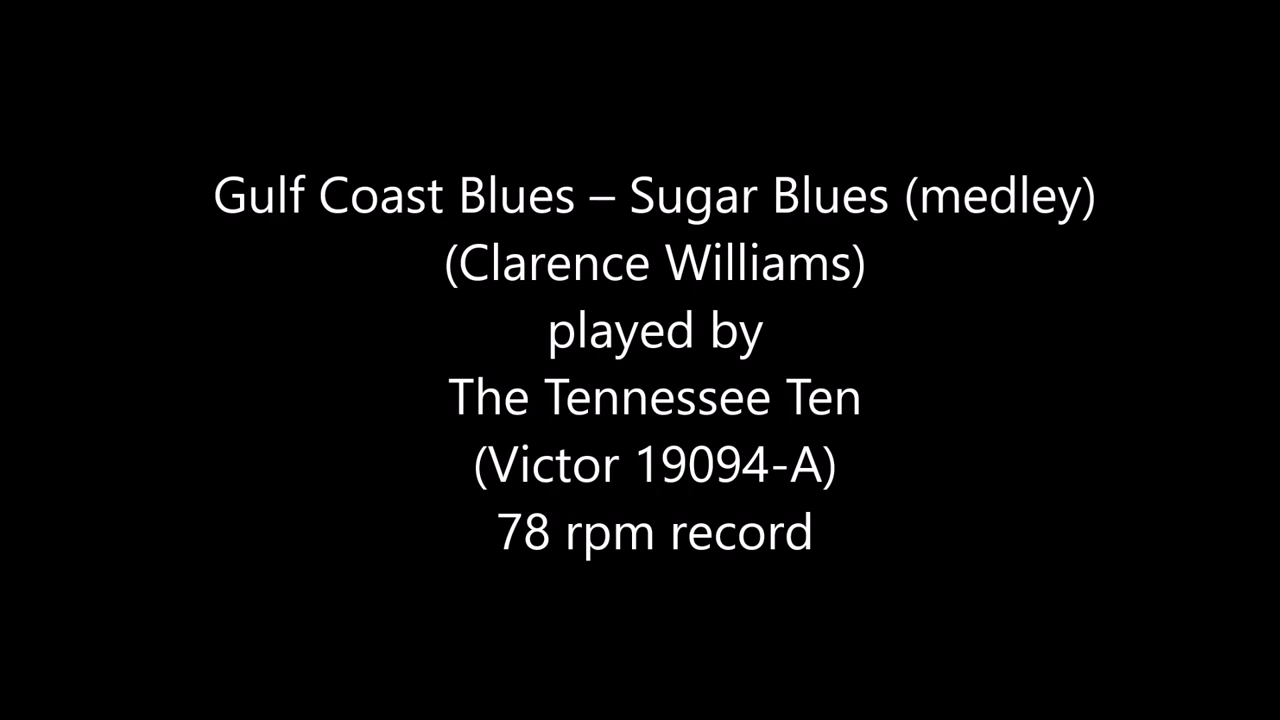 Gulf Coast Blues – Sugar Blues (medley)
(Clarence Williams)
played by
The Tennessee Ten
(Victor 19094-A)
78 rpm record